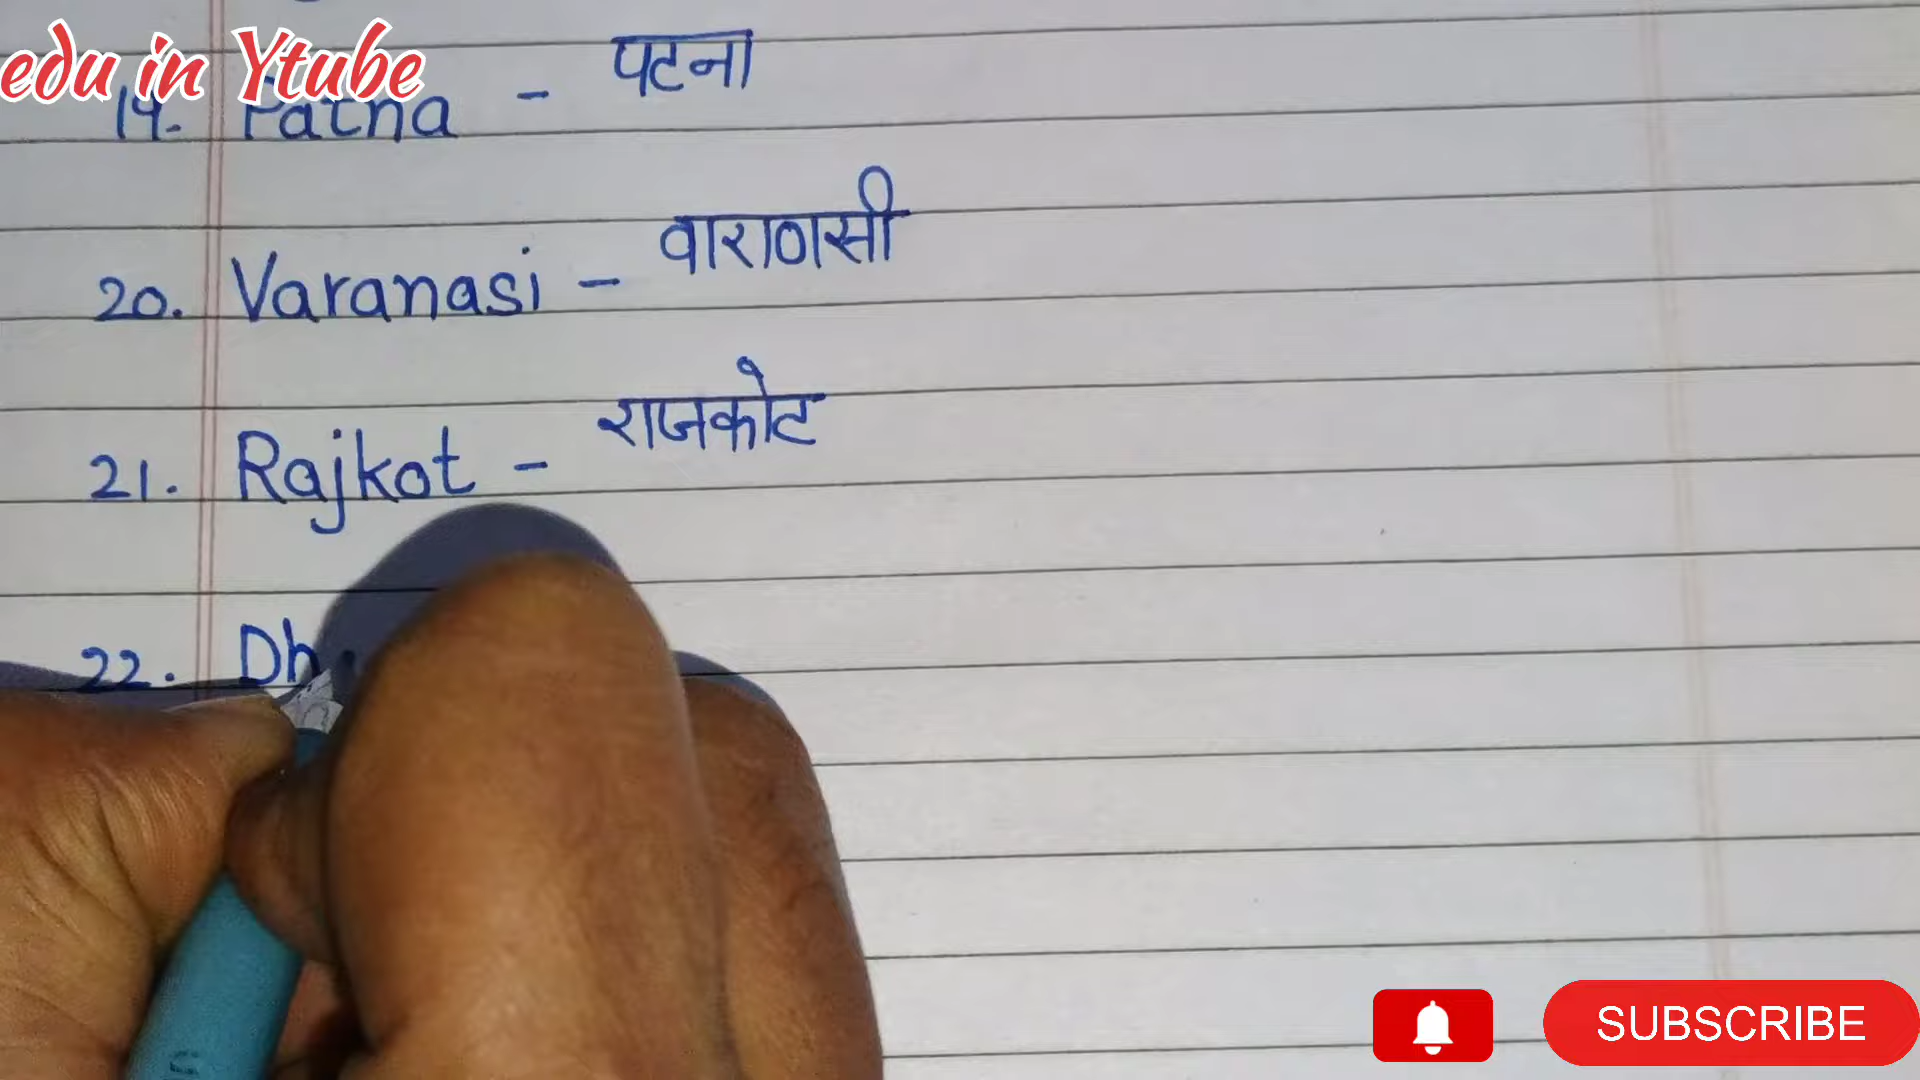 edu in Ytube
19. Patna - पटना
20. Varanasi - वाराणसी
21. Rajkot - राजकोट
22. Dh
SUBSCRIBE